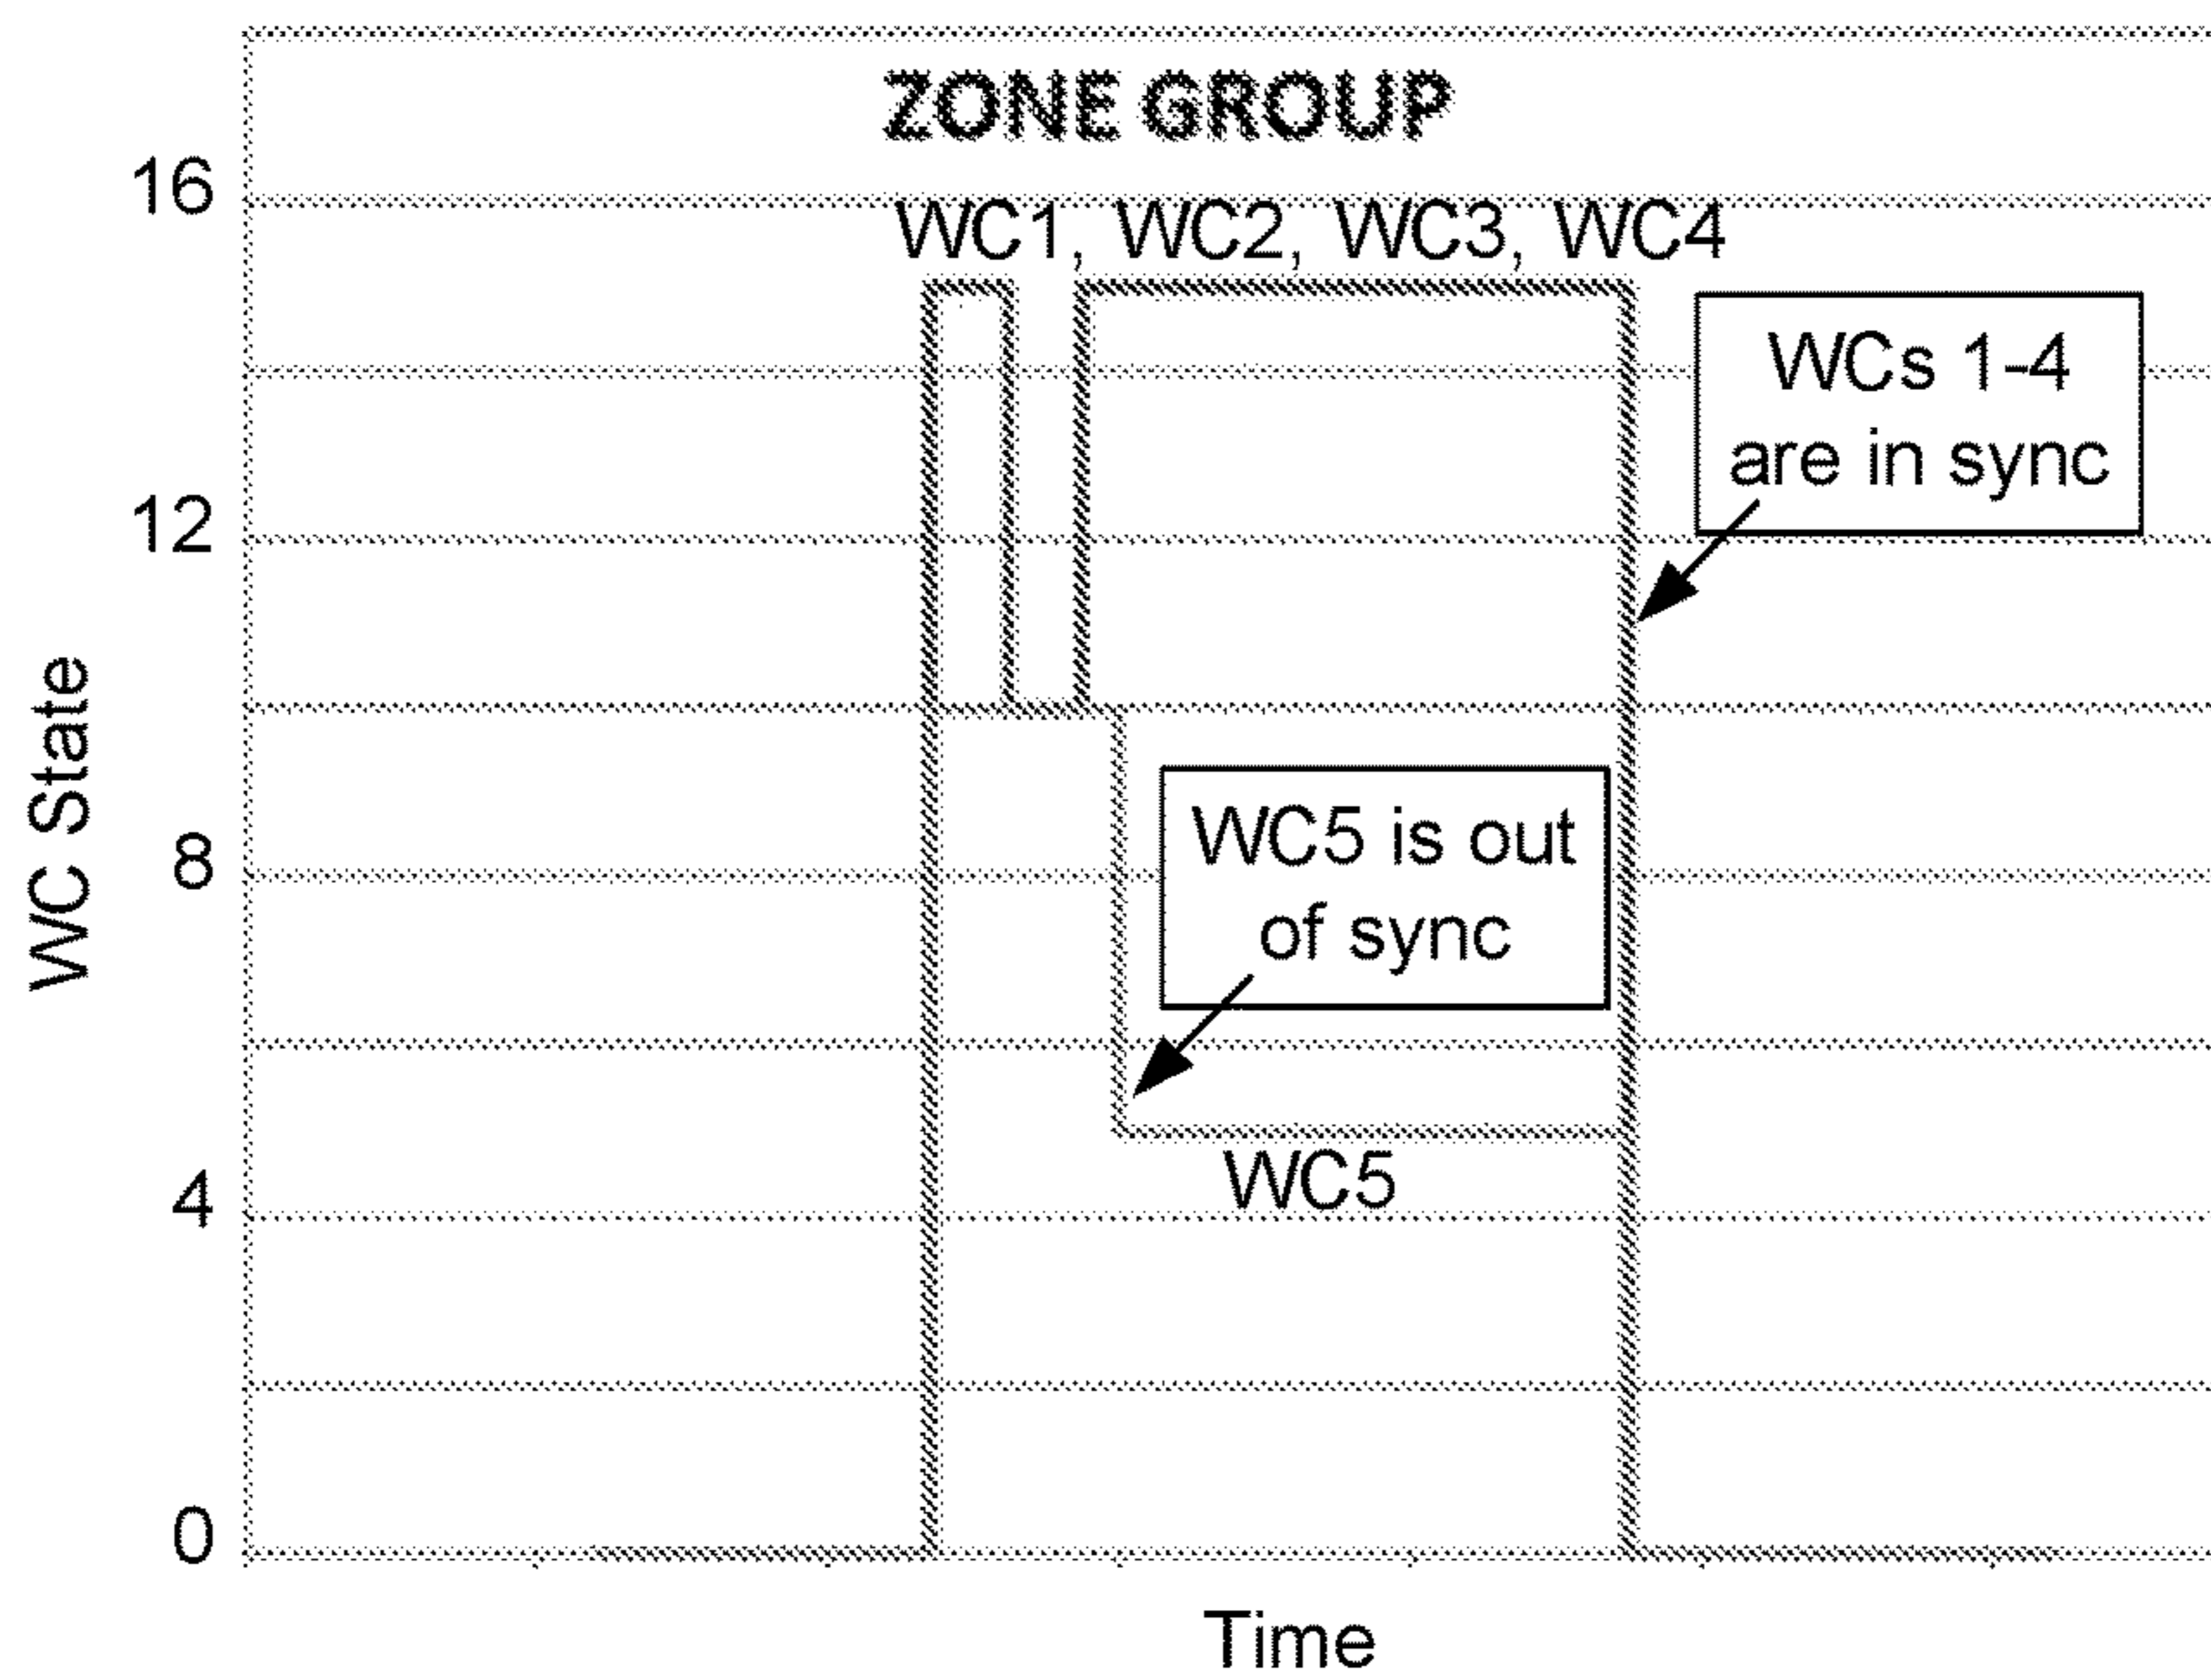 ZONE GROUP
16
WC1, WC2, WC3, WC4
WCs 1-4
are in sync
12
WC State
8
WC5 is out
of sync
4
WC5
0
Time